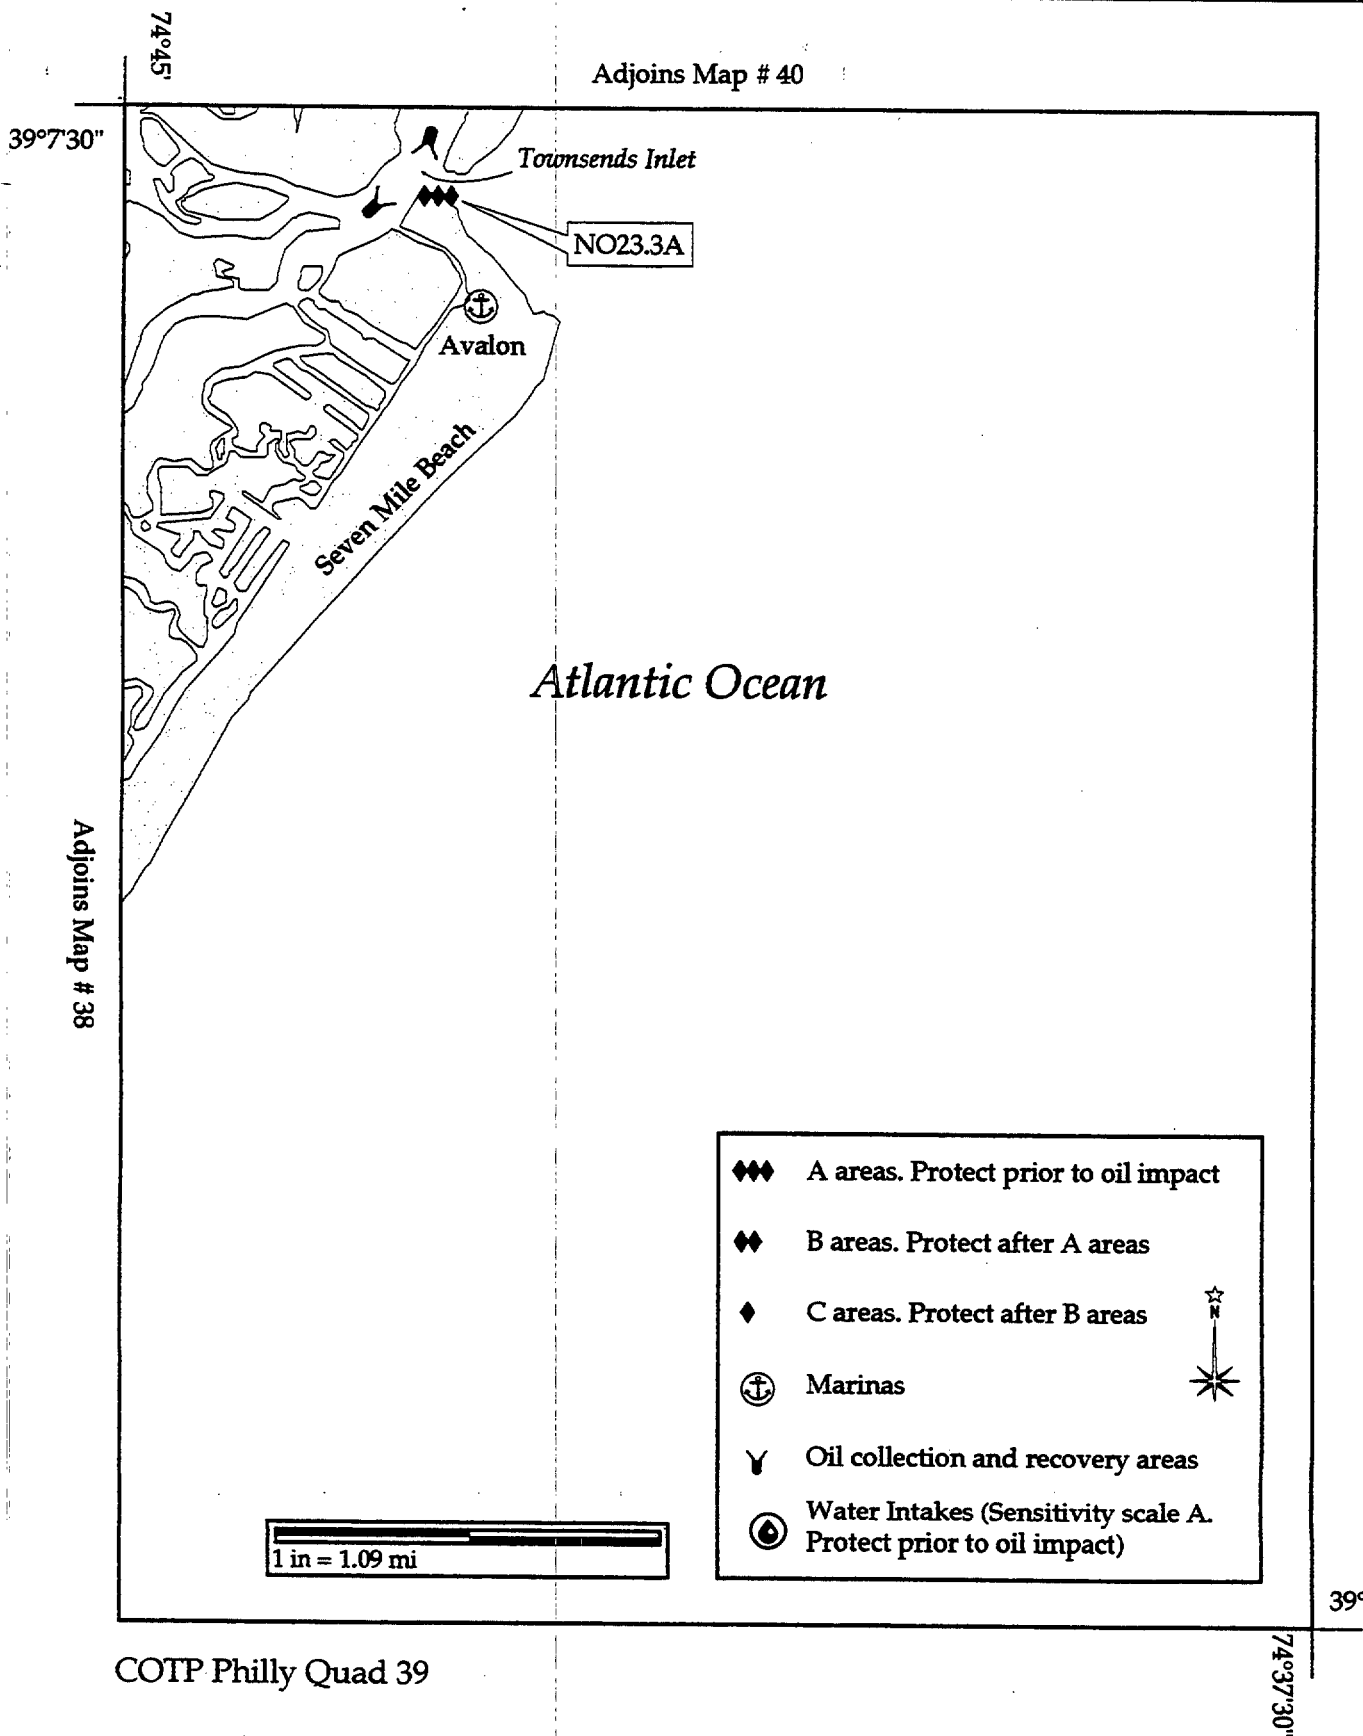 74°45'
Adjoins Map # 40
39°7'30"
Townsends Inlet
NO23.3A
Avalon
Seven Mile Beach
Atlantic Ocean
Adjoins Map # 38
A areas. Protect prior to oil impact
B areas. Protect after A areas
C areas. Protect after B areas
N
Marinas
Oil collection and recovery areas
Water Intakes (Sensitivity scale A.
Protect prior to oil impact)
1 in = 1.09 mi
39°
COTP Philly Quad 39
74°37'30"